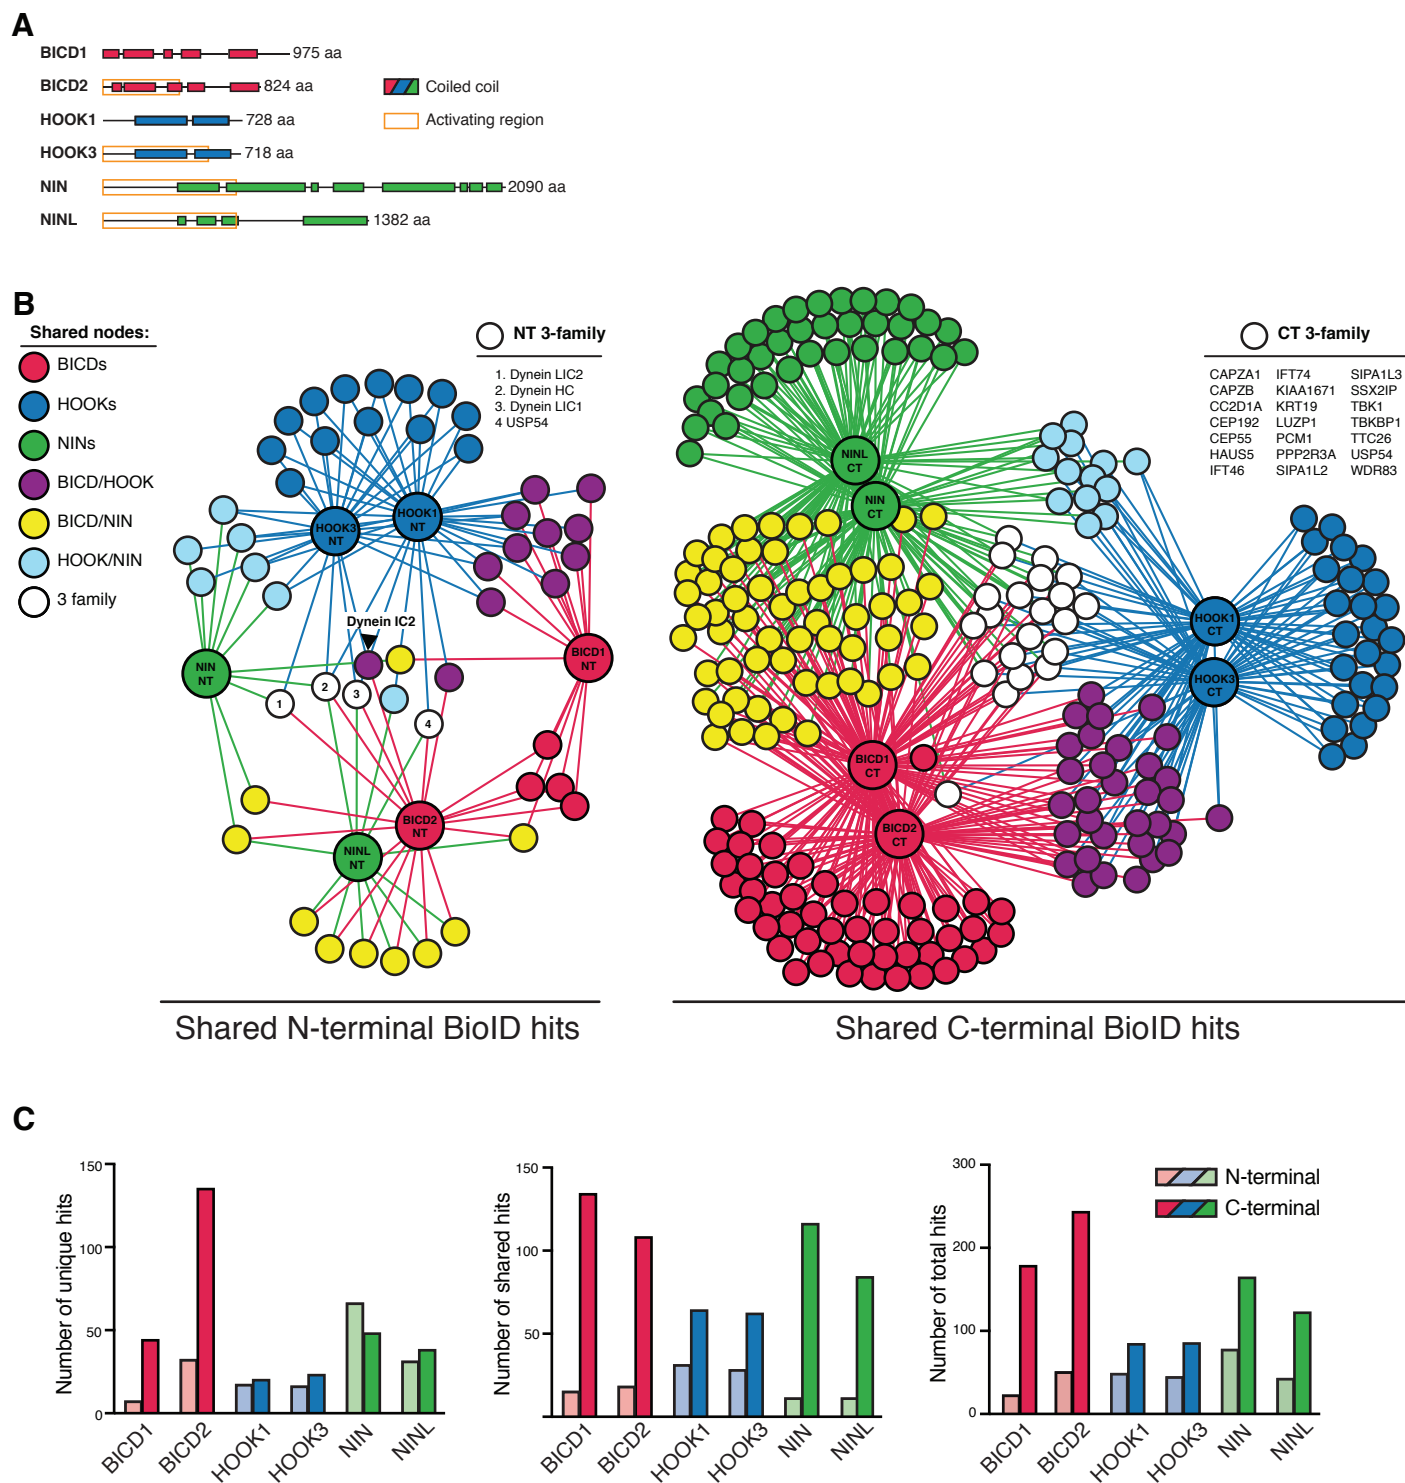 A
BICD1 975 aa
BICD2 824 aa
HOOK1 728 aa
HOOK3 718 aa
NIN 2090 aa
NINL 1382 aa
Coiled coil
Activating region
B
Shared nodes:
BICDs
HOOKs
NINs
BICD/HOOK
BICD/NIN
HOOK/NIN
3 family
NT 3-family
1. Dynein LIC2
2. Dynein HC
3. Dynein LIC1
4 USP54
HOOK3 NT
HOOK1 NT
Dynein IC2
NIN NT
BICD1 NT
1
2
3
4
BICD2 NT
NINL NT
Shared N-terminal BioID hits
CT 3-family
CAPZA1 IFT74 SIPA1L3
CAPZB KIAA1671 SSX2IP
CC2D1A KRT19 TBK1
CEP192 LUZP1 TBKBP1
CEP55 PCM1 TTC26
HAUS5 PPP2R3A USP54
IFT46 SIPA1L2 WDR83
NINL CT
NIN CT
HOOK1 CT
HOOK3 CT
BICD1 CT
BICD2 CT
Shared C-terminal BioID hits
C
Number of unique hits
150
100
50
0
BICD1 BICD2 HOOK1 HOOK3 NIN NINL
Number of shared hits
150
100
50
BICD1 BICD2 HOOK1 HOOK3 NIN NINL
Number of total hits
300
200
100
0
BICD1 BICD2 HOOK1 HOOK3 NIN NINL
N-terminal
C-terminal